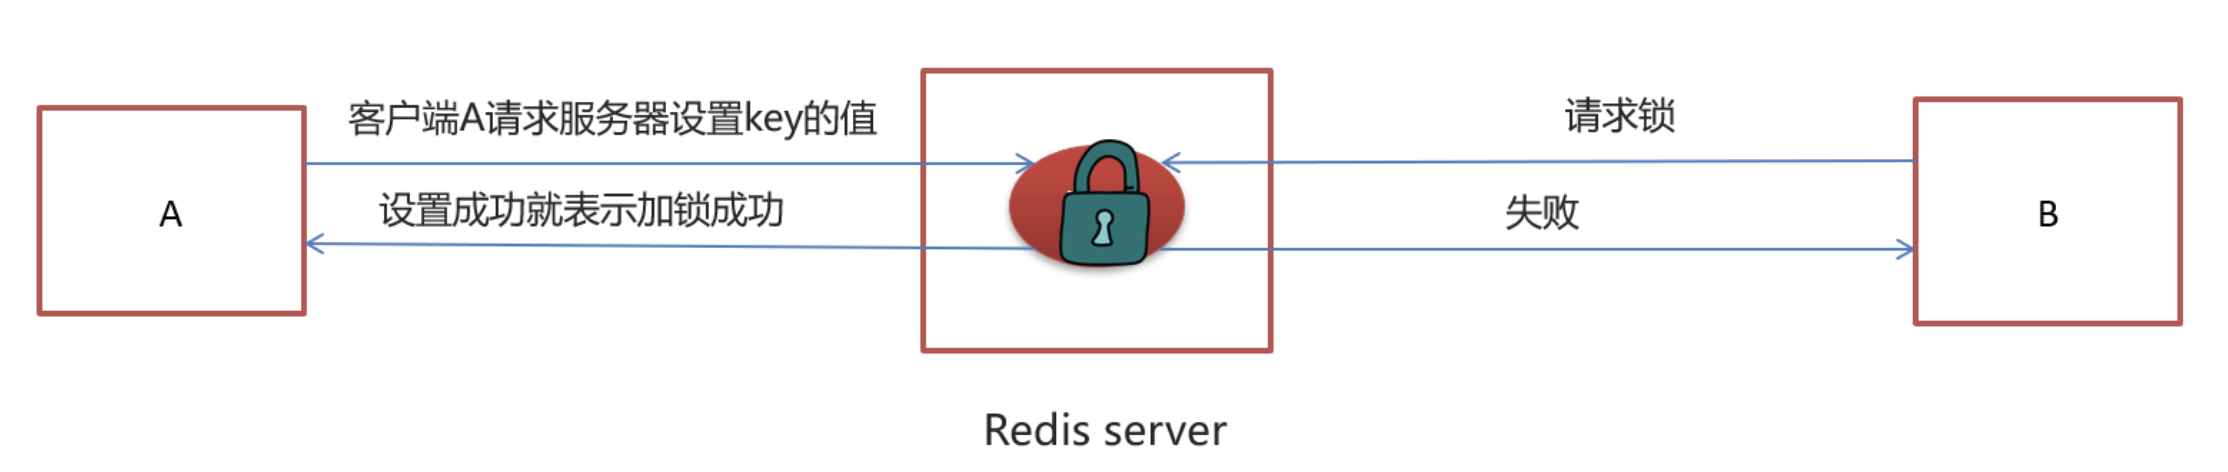 客户端A请求服务器设置key的值
请求锁
A
设置成功就表示加锁成功
失败
B
Redis server